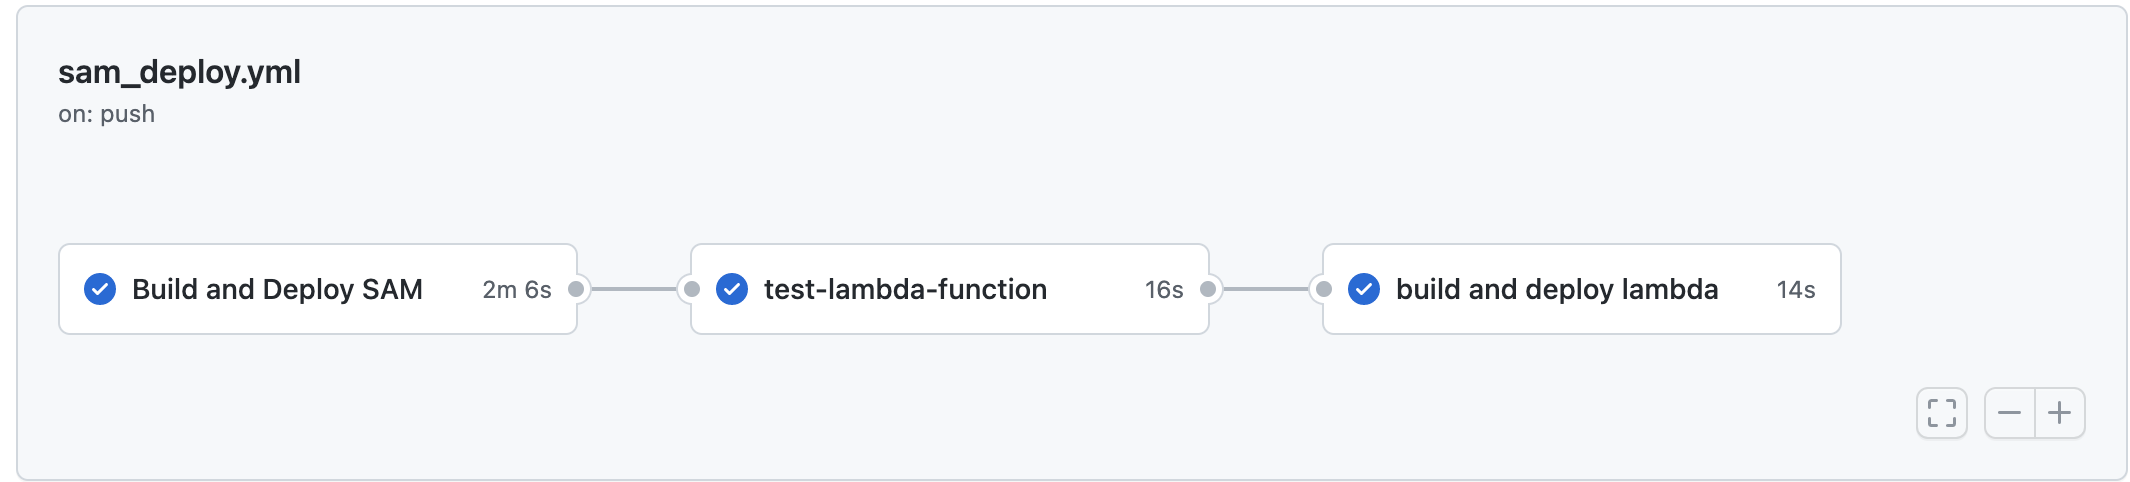 sam_deploy.yml
on: push
Build and Deploy SAM 2m 6s
test-lambda-function 16s
build and deploy lambda 14s